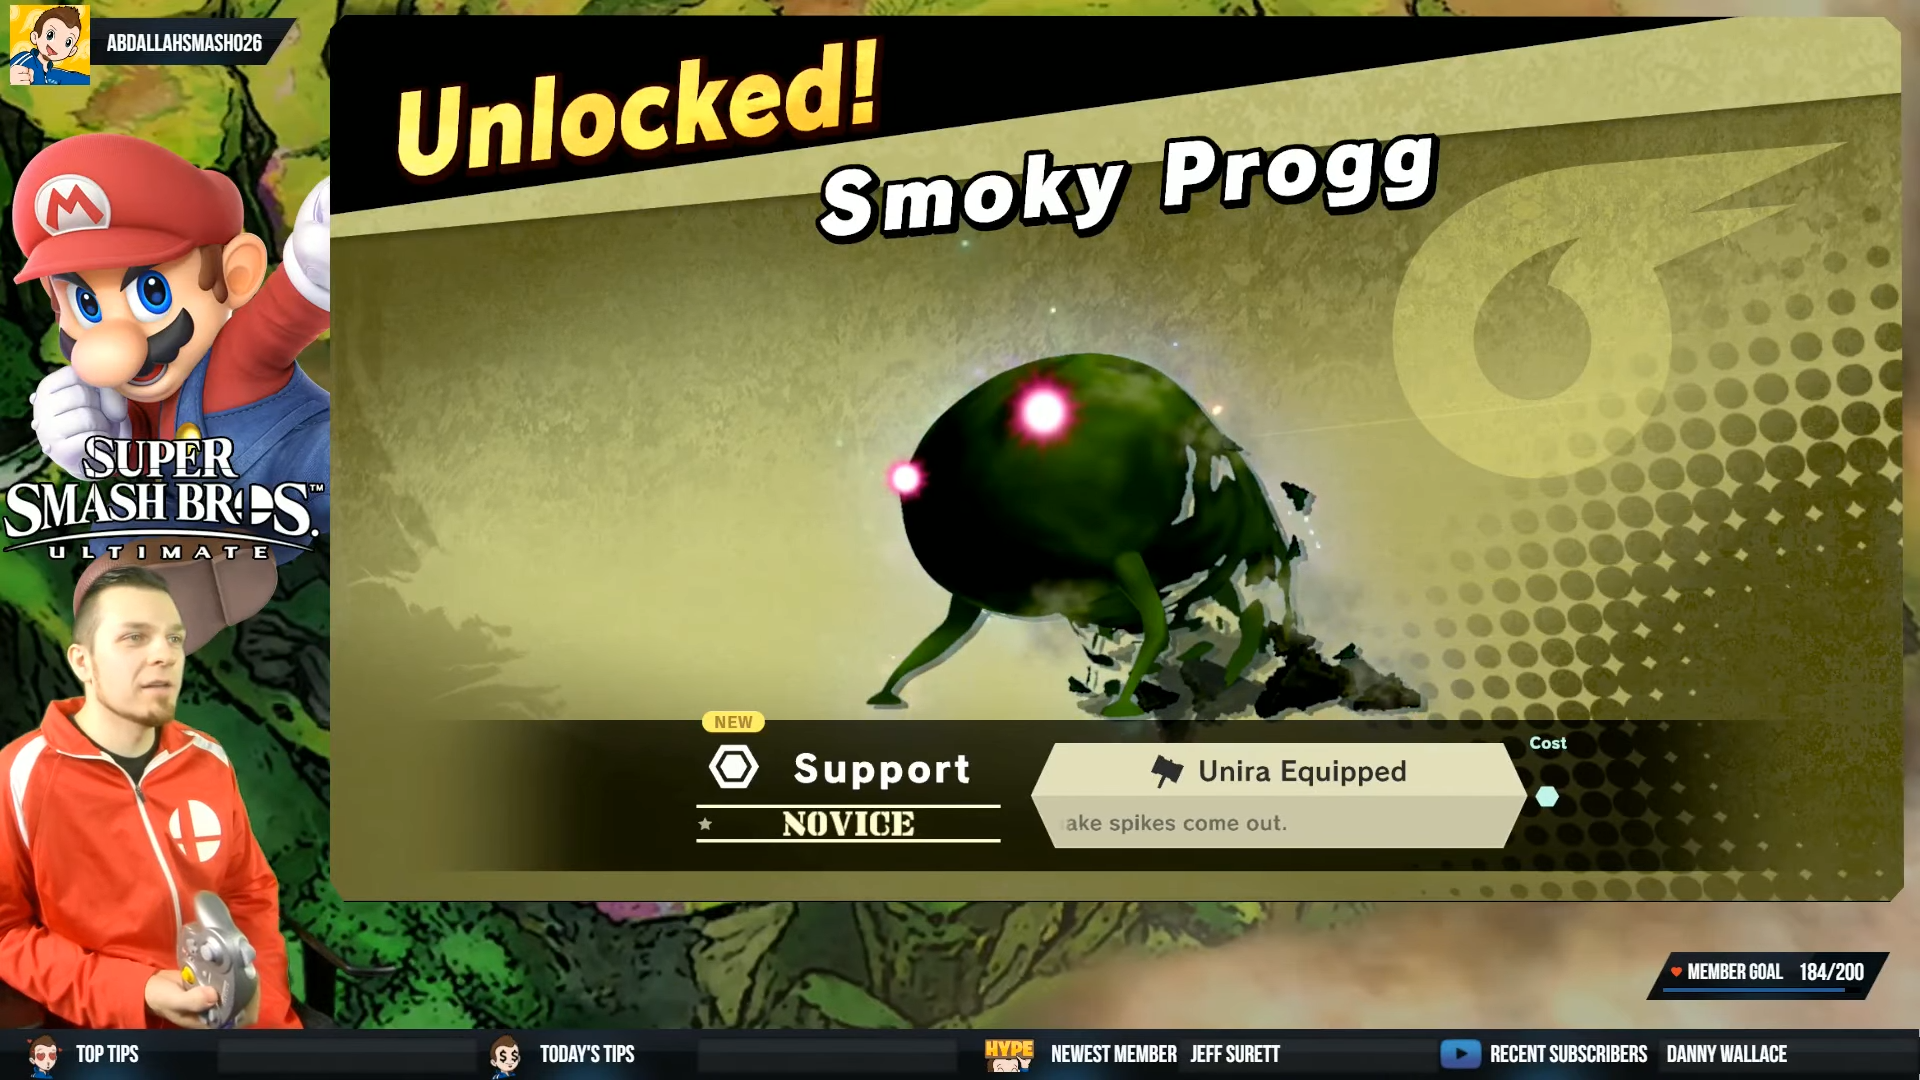 ABDALLAHSMASH026
Unlocked!
Smoky Progg
M
SUPER
SMASH BROS.™
ULTIMATE
NEW
Support
NOVICE
Unira Equipped
ake spikes come out.
Cost
MEMBER GOAL 184/200
TOP TIPS
TODAY'S TIPS
HYPE
NEWEST MEMBER JEFF SURETT
RECENT SUBSCRIBERS DANNY WALLACE